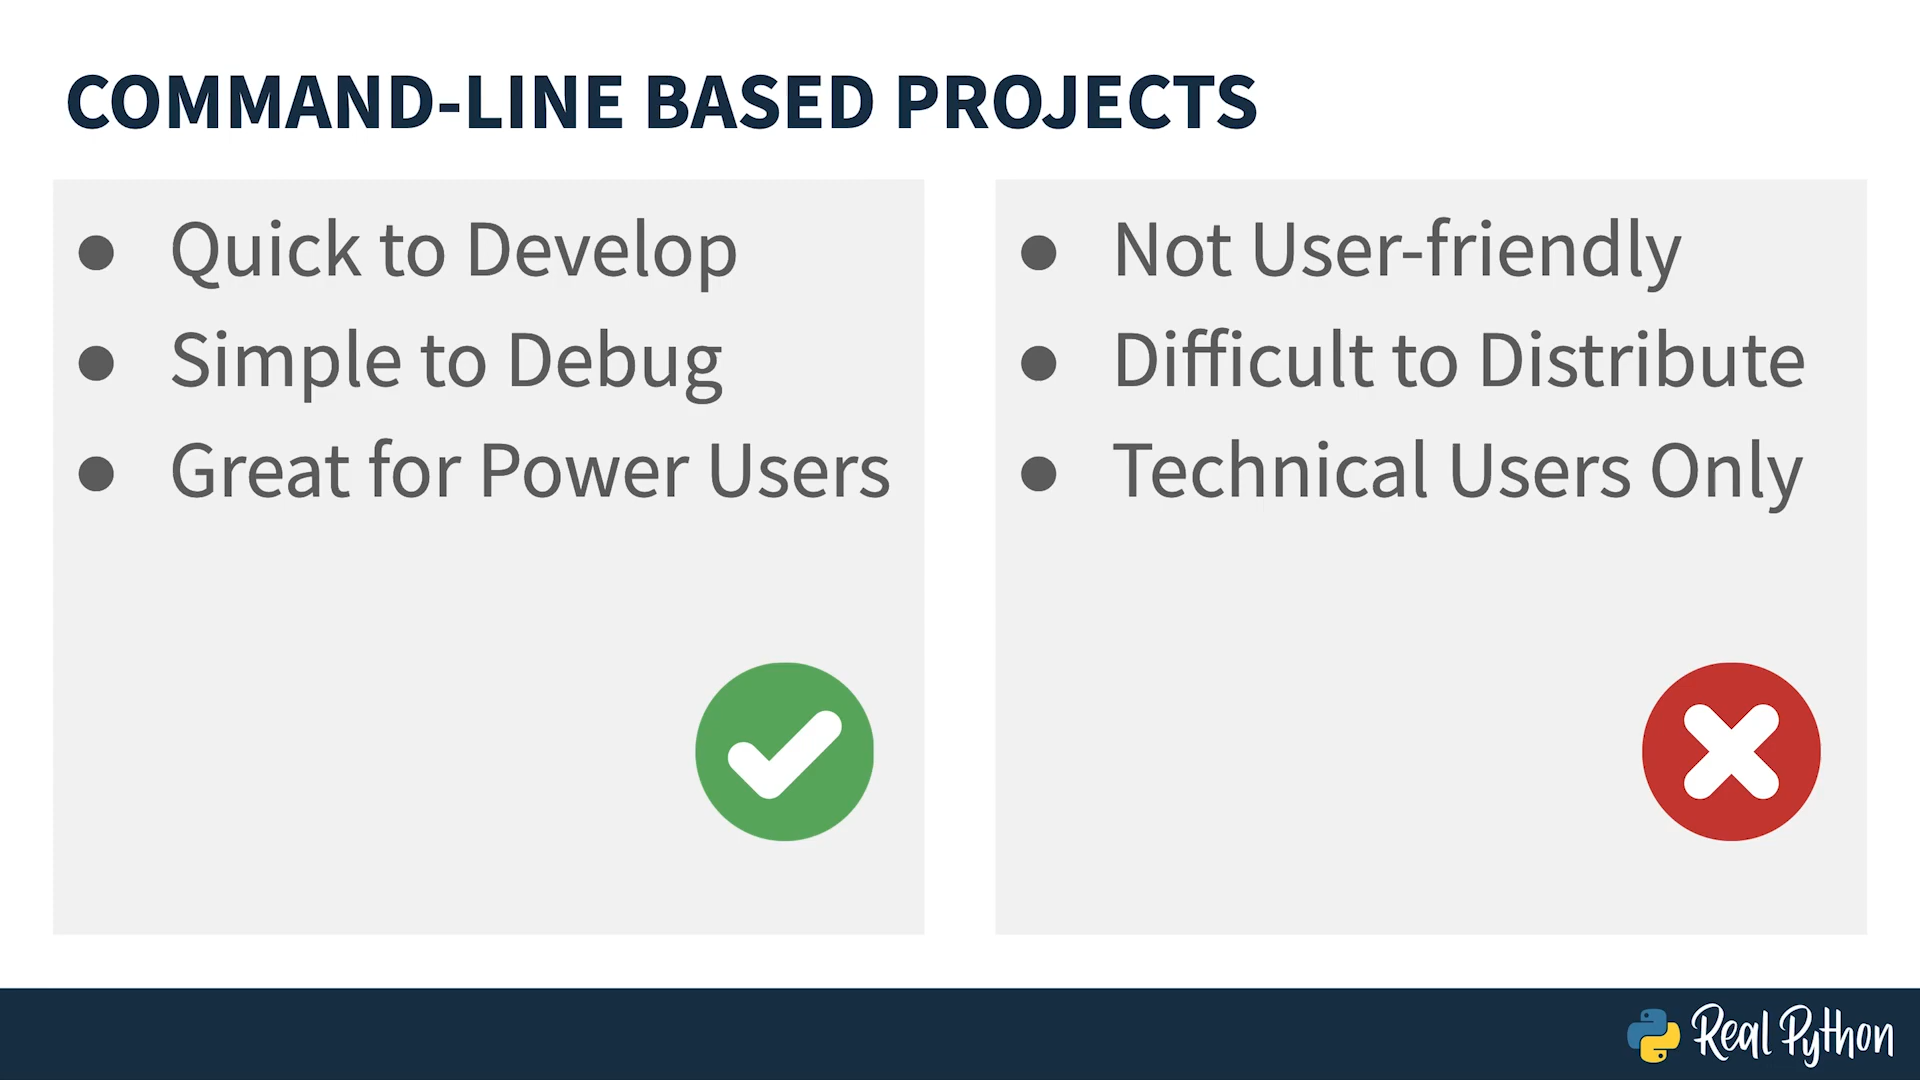 COMMAND-LINE BASED PROJECTS
● Quick to Develop
● Simple to Debug
● Great for Power Users
● Not User-friendly
● Difficult to Distribute
● Technical Users Only
Real Python